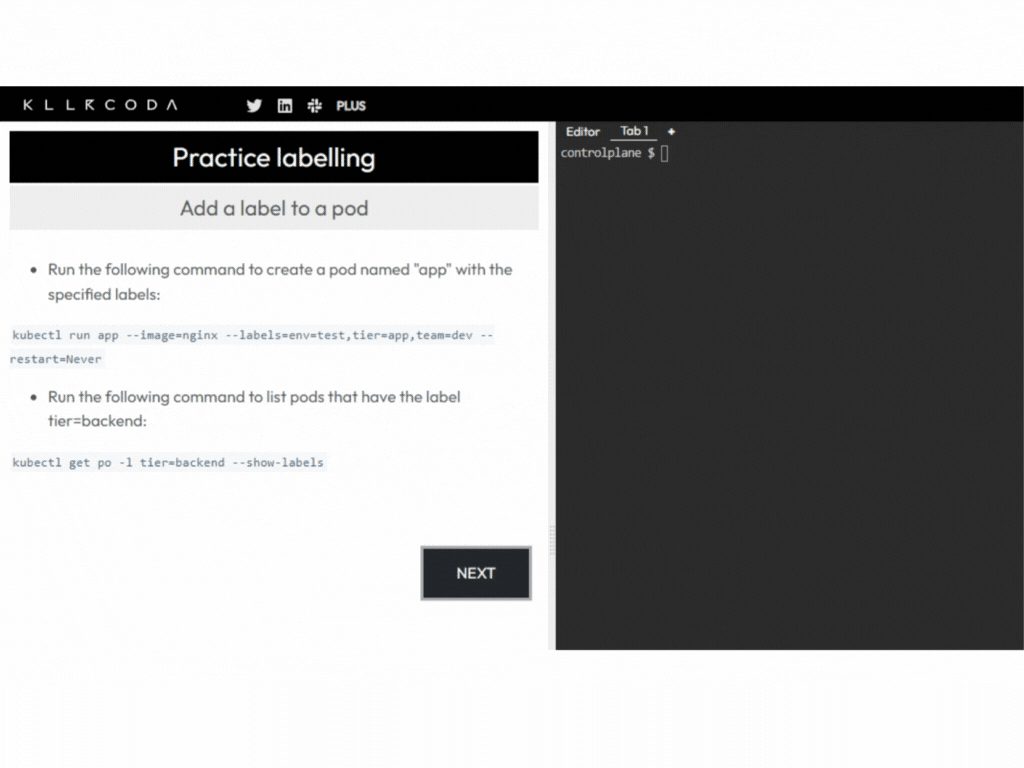 KLLRCODA PLUS
Editor Tab 1 +
controlplane $
Practice labelling
Add a label to a pod
• Run the following command to create a pod named "app" with the
specified labels:
kubectl run app --image=nginx --labels=env=test,tier=app,team=dev --
restart=Never
• Run the following command to list pods that have the label
tier=backend:
kubectl get po -l tier=backend --show-labels
NEXT